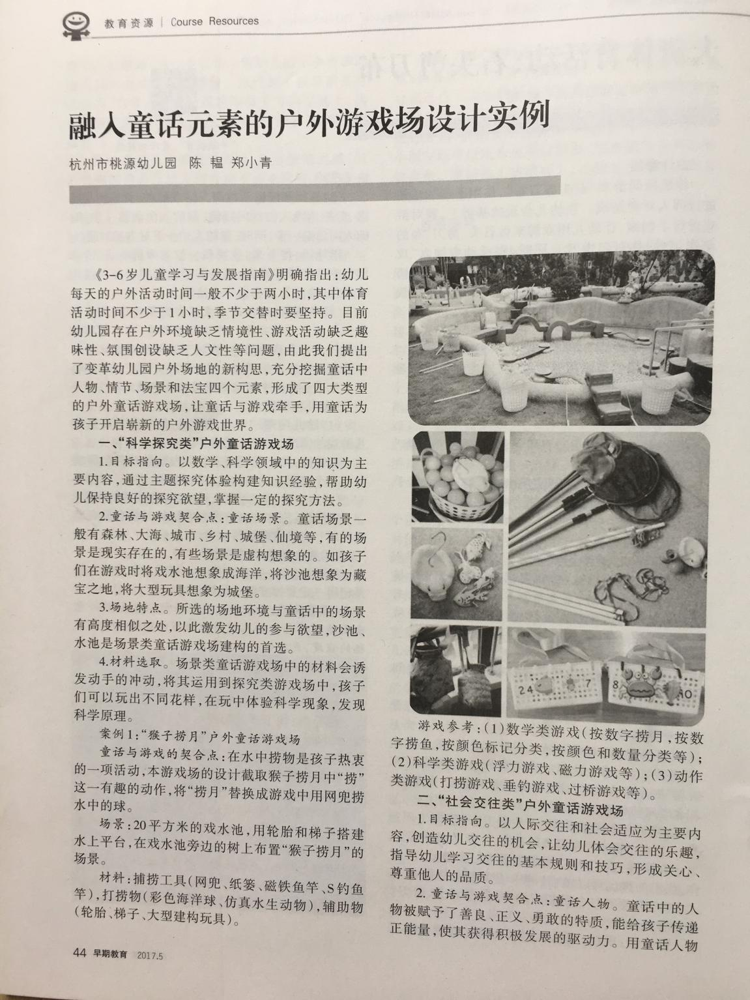 教育资源 | Course Resources
融入童话元素的户外游戏场设计实例
杭州市桃源幼儿园 陈 韫 郑小青
《3-6岁儿童学习与发展指南》明确指出:幼儿
每天的户外活动时间一般不少于两小时,其中体育
活动时间不少于1小时,季节交替时要坚持。目前
幼儿园存在户外环境缺乏情境性、游戏活动缺乏趣
味性、氛围创设缺乏人文性等问题,由此我们提出
了变革幼儿园户外场地的新构思,充分挖掘童话中
人物、情节、场景和法宝四个元素,形成了四大类型
的户外童话游戏场,让童话与游戏牵手,用童话为
孩子开启崭新的户外游戏世界。
一、“科学探究类”户外童话游戏场
1.目标指向。以数学、科学领域中的知识为主
要内容,通过主题探究体验构建知识经验,帮助幼
儿保持良好的探究欲望,掌握一定的探究方法。
2.童话与游戏契合点:童话场景。童话场景一
般有森林、大海、城市、乡村、城堡、仙境等,有的场
景是现实存在的,有些场景是虚构想象的。如孩子
们在游戏时将戏水池想象成海洋,将沙池想象为藏
宝之地,将大型玩具想象为城堡。
3.场地特点。所选的场地环境与童话中的场景
有高度相似之处,以此激发幼儿的参与欲望,沙池、
水池是场景类童话游戏场建构的首选。
4.材料选取。场景类童话游戏场中的材料会诱
发动手的冲动,将其运用到探究类游戏场中,孩子
们可以玩出不同花样,在玩中体验科学现象,发现
科学原理。
案例1:“猴子捞月”户外童话游戏场
童话与游戏的契合点:在水中捞物是孩子热衷
的一项活动,本游戏场的设计截取猴子捞月中“捞”
这一有趣的动作,将“捞月”替换成游戏中用网兜捞
水中的球。
场景:20平方米的戏水池,用轮胎和梯子搭建
水上平台,在戏水池旁边的树上布置“猴子捞月”的
场景。
材料:捕捞工具(网兜、纸篓、磁铁鱼竿、S钓鱼
竿),打捞物(彩色海洋球、仿真水生动物),辅助物
(轮胎、梯子、大型建构玩具)。
24 7 8 10
游戏参考:(1)数学类游戏(按数字捞月,按数
字捞鱼,按颜色标记分类,按颜色和数量分类等);
(2)科学类游戏(浮力游戏、磁力游戏等);(3)动作
类游戏(打捞游戏、垂钓游戏、过桥游戏等)。
二、“社会交往类”户外童话游戏场
1.目标指向。以人际交往和社会适应为主要内
容,创造幼儿交往的机会,让幼儿体会交往的乐趣,
指导幼儿学习交往的基本规则和技巧,形成关心、
尊重他人的品质。
2.童话与游戏契合点:童话人物。童话中的人
物被赋予了善良、正义、勇敢的特质,能给孩子传递
正能量,使其获得积极发展的驱动力。用童话人物
44 早期教育 2017.5